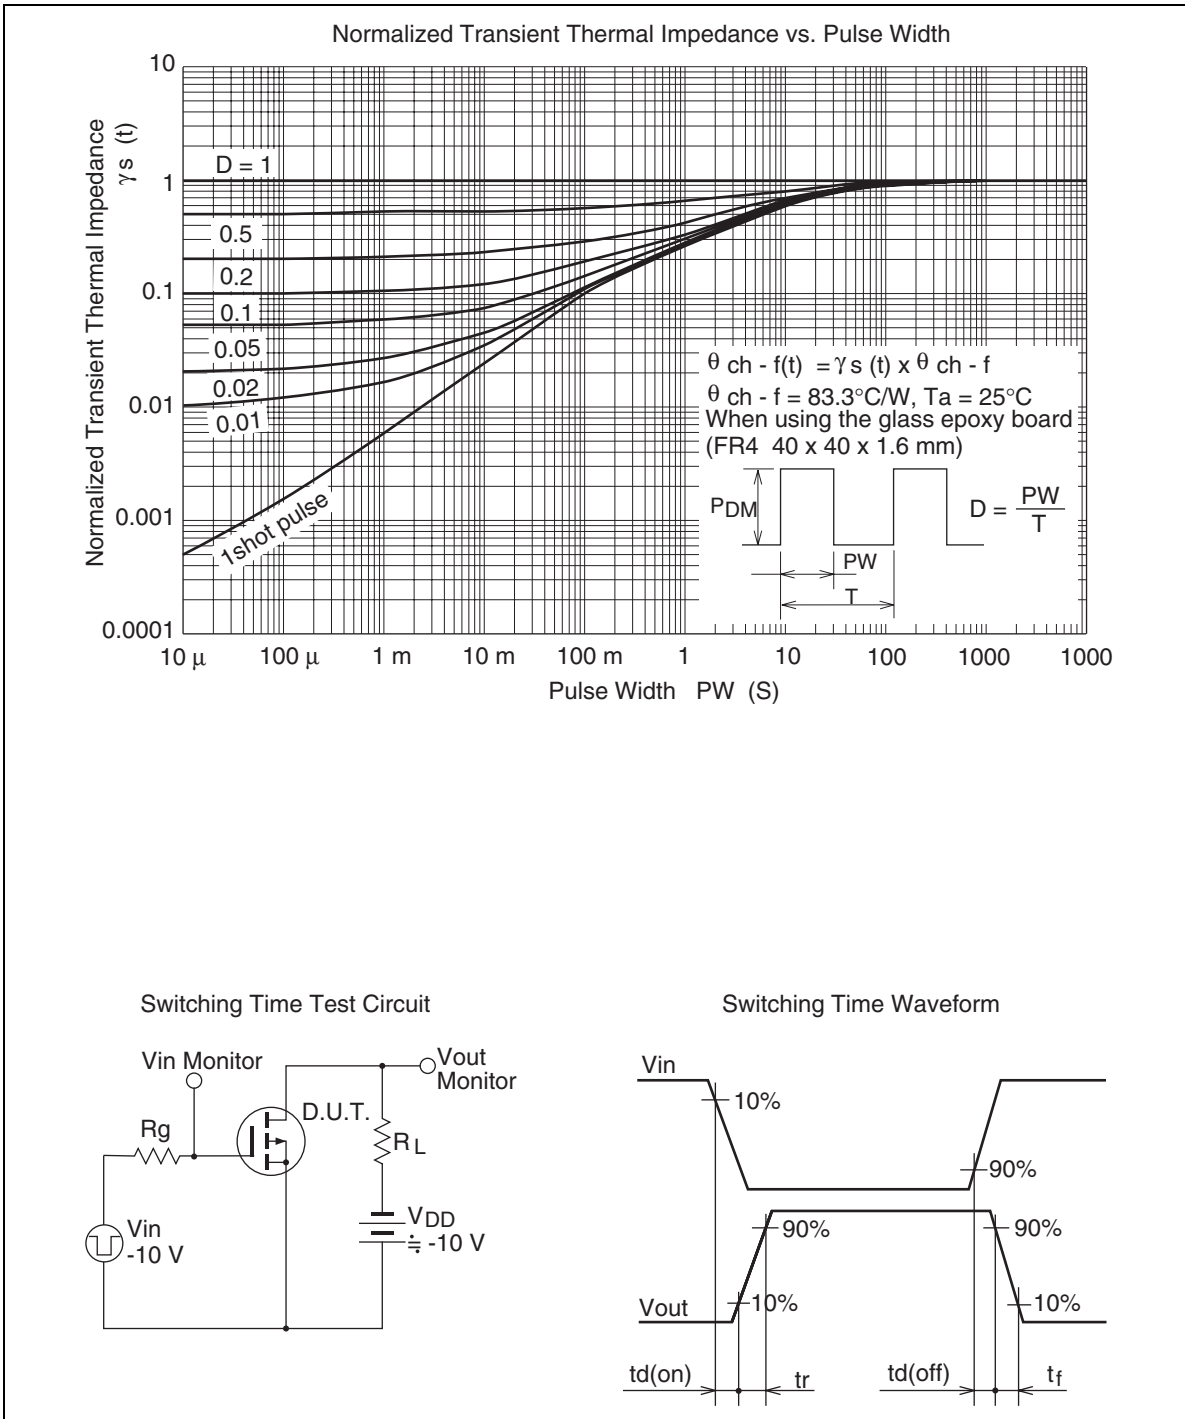 Normalized Transient Thermal Impedance vs. Pulse Width
Normalized Transient Thermal Impedance
γ s (t)
10
1
0.1
0.01
0.001
0.0001
D = 1
0.5
0.2
0.1
0.05
0.02
0.01
1shot pulse
θ ch - f(t) = γ s (t) x θ ch - f
θ ch - f = 83.3°C/W, Ta = 25°C
When using the glass epoxy board
(FR4 40 x 40 x 1.6 mm)
PDM
PW
T
D = PW
T
10 μ 100 μ 1 m 10 m 100 m 1 10 100 1000 1000
Pulse Width PW (S)
Switching Time Test Circuit
Vin Monitor
Vout
Monitor
D.U.T.
Rg
RL
Vin
-10 V
VDD
≒ -10 V
Switching Time Waveform
Vin
10%
90%
90%
90%
Vout
10%
10%
td(on)
tr
td(off)
tf